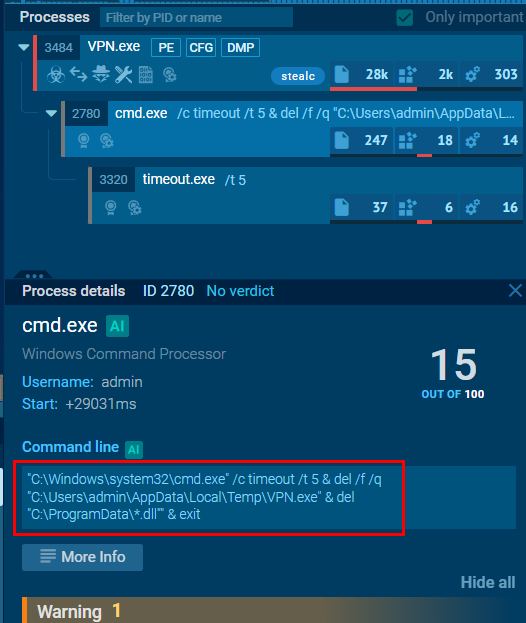 Processes Filter by PID or name Only important
3484 VPN.exe PE CFG DMP
stealc 28k 2k 303
2780 cmd.exe /c timeout /t 5 & del /f /q "C:\Users\admin\AppData\L...
247 18 14
3320 timeout.exe /t 5
37 6 16
Process details ID 2780 No verdict
cmd.exe AI
Windows Command Processor
15
OUT OF 100
Username: admin
Start: +29031ms
Command line AI
"C:\Windows\system32\cmd.exe" /c timeout /t 5 & del /f /q
"C:\Users\admin\AppData\Local\Temp\VPN.exe" & del
"C:\ProgramData\*.dll"" & exit
More Info
Hide all
Warning 1